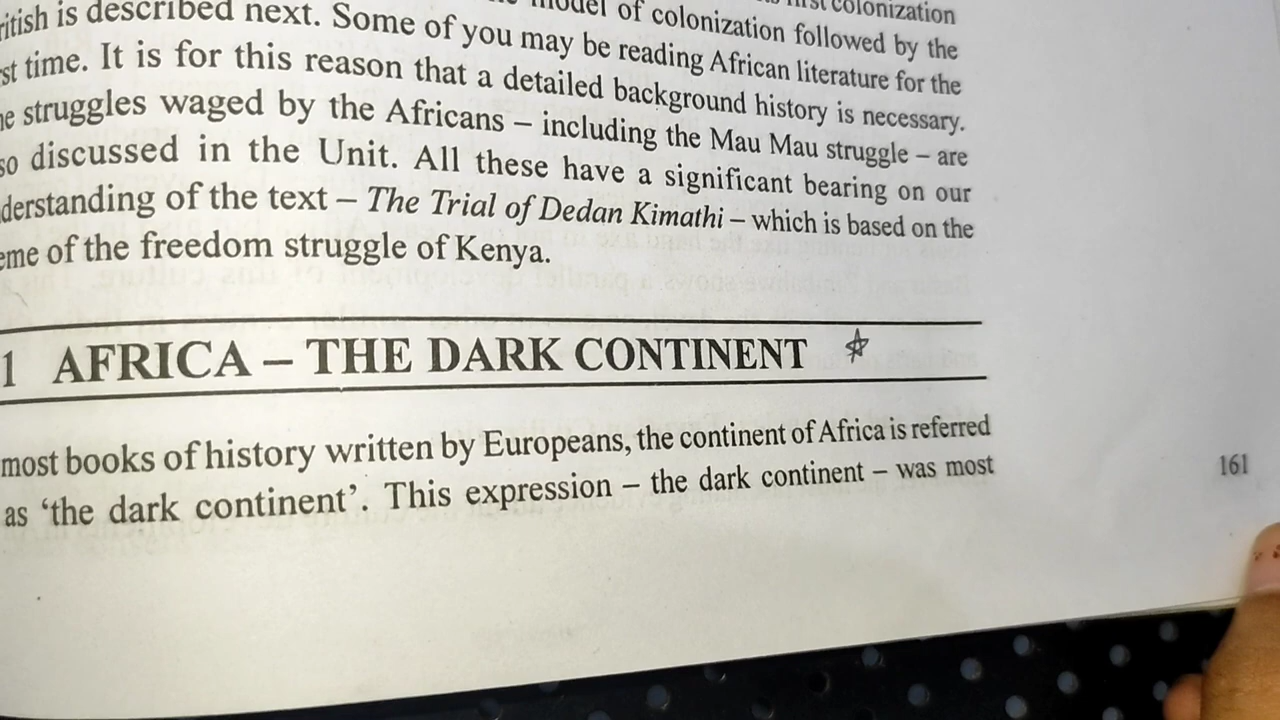 colonization
model of colonization followed by the
is described next. Some of you may be reading African literature for the
time. It is for this reason that a detailed background history is necessary.
struggles waged by the Africans – including the Mau Mau struggle – are
discussed in the Unit. All these have a significant bearing on our
of the text – The Trial of Dedan Kimathi – which is based on the
of the freedom struggle of Kenya.
1 AFRICA – THE DARK CONTINENT
most books of history written by Europeans, the continent of Africa is referred
as ‘the dark continent’. This expression – the dark continent – was most
161